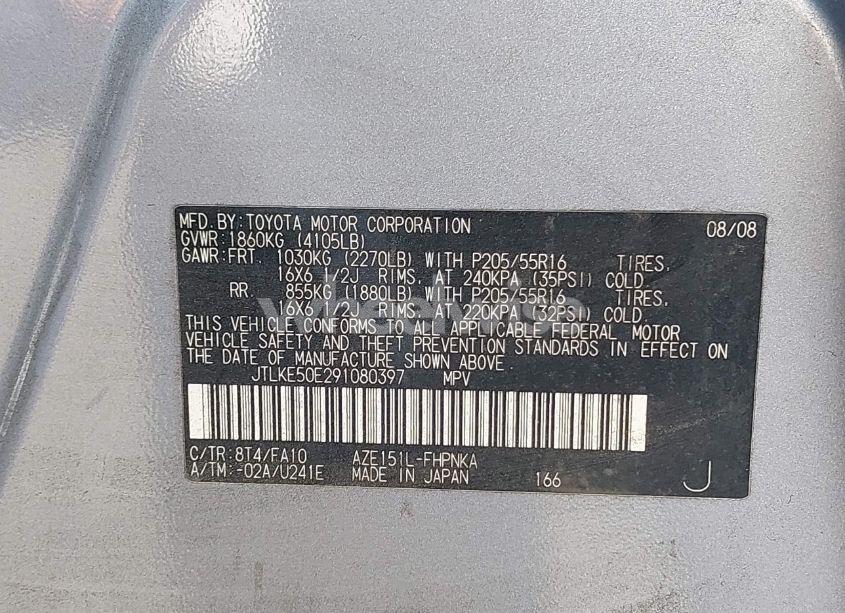 MFD.BY:TOYOTA MOTOR CORPORATION 08/08
GVWR:1860KG (4105LB)
GAWR:FRT. 1030KG (2270LB) WITH P205/55R16 TIRES,
16X6 1/2J RIMS, AT 240KPA (35PSI) COLD.
RR. 855KG (1880LB) WITH P205/55R16 TIRES,
16X6 1/2J RIMS, AT 220KPA (32PSI) COLD.
THIS VEHICLE CONFORMS TO ALL APPLICABLE FEDERAL MOTOR
VEHICLE SAFETY AND THEFT PREVENTION STANDARDS IN EFFECT ON
THE DATE OF MANUFACTURE SHOWN ABOVE.
JTLKE50E291080397 MPV
C/TR:8T4/FA10 AZE151L-FHPNKA
A/TM:-02A/U241E MADE IN JAPAN 166 J